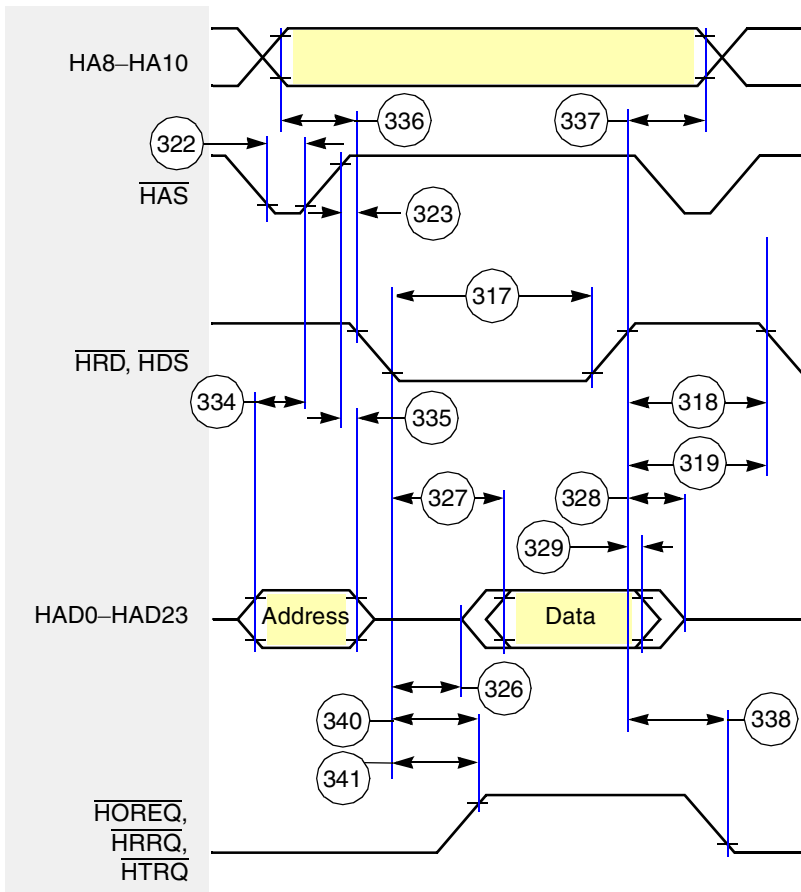 HA8–HA10
336
337
322
HAS
323
317
HRD, HDS
334
335
318
319
327
328
329
HAD0–HAD23
Address
Data
326
340
338
341
HOREQ,
HRRQ,
HTRQ